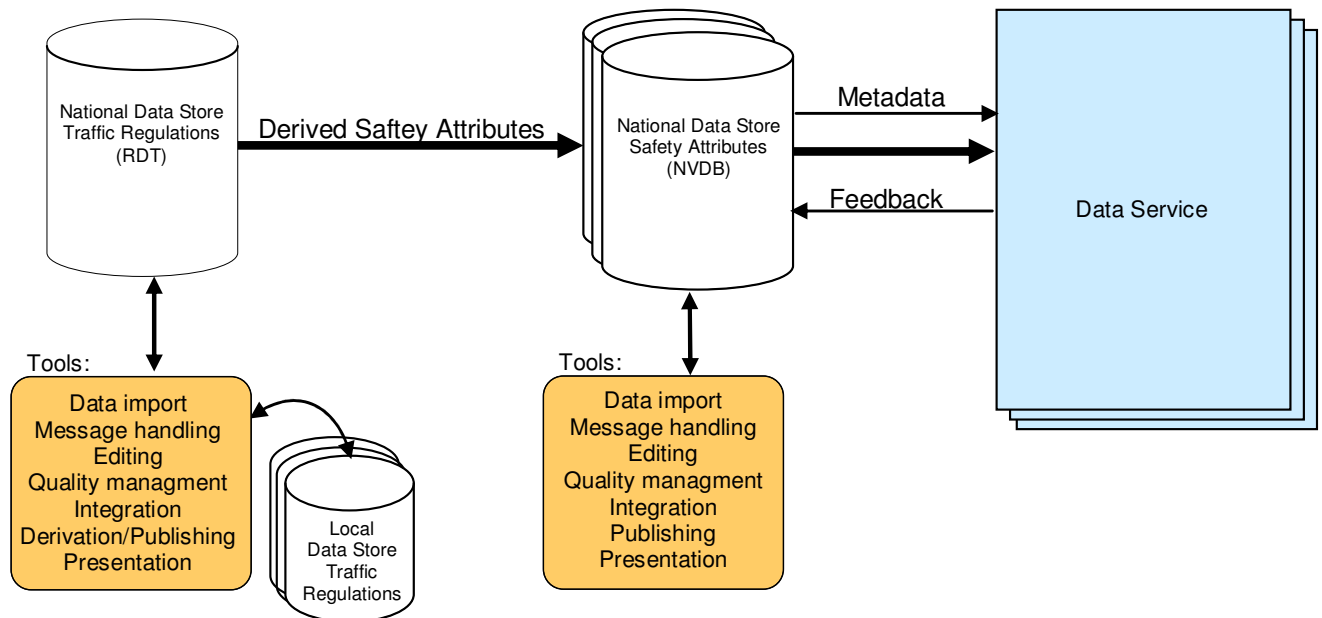 National Data Store
Traffic Regulations
(RDT)
Derived Saftey Attributes
National Data Store
Safety Attributes
(NVDB)
Metadata
Feedback
Data Service
Tools:
Data import
Message handling
Editing
Quality managment
Integration
Derivation/Publishing
Presentation
Local
Data Store
Traffic
Regulations
Tools:
Data import
Message handling
Editing
Quality managment
Integration
Publishing
Presentation